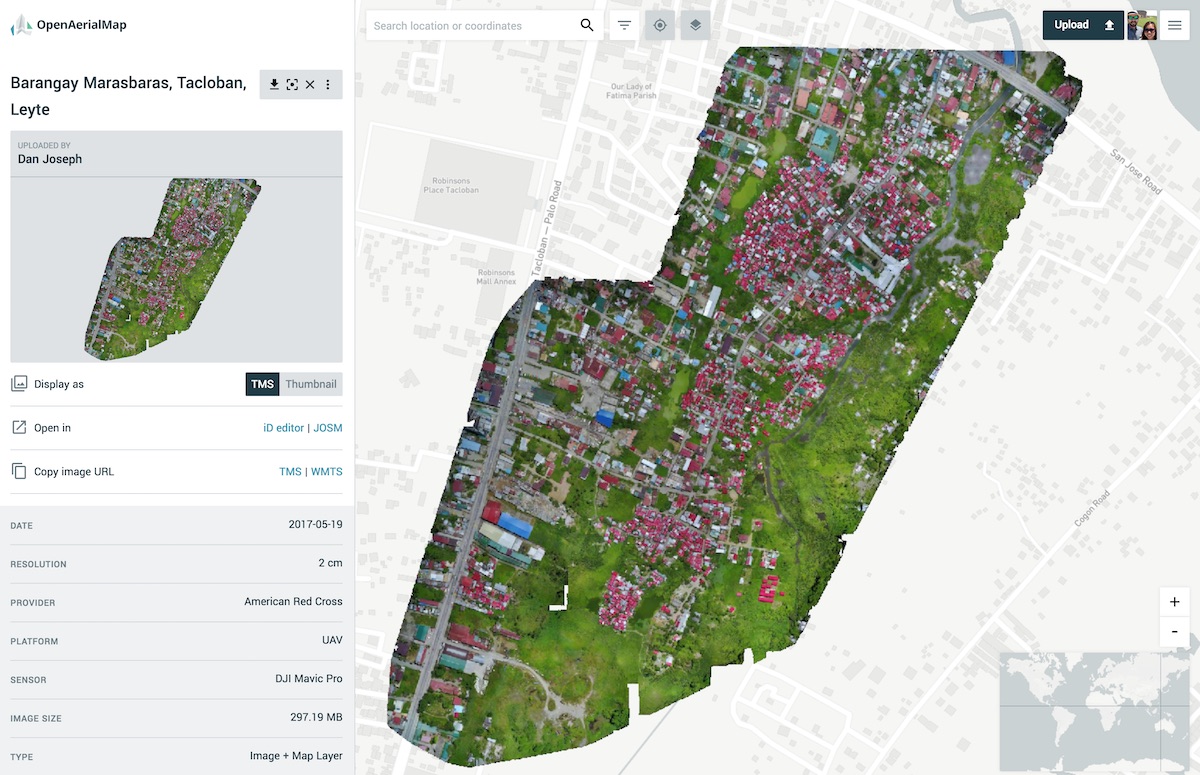 OpenAerialMap
Search location or coordinates
Upload
Barangay Marasbaras, Tacloban,
Leyte
UPLOADED BY
Dan Joseph
Display as
TMS Thumbnail
Open in
iD editor | JOSM
Copy image URL
TMS | WMTS
DATE
2017-09-19
RESOLUTION
2 cm
PROVIDER
American Red Cross
PLATFORM
UAV
SENSOR
DJI Mavic Pro
IMAGE SIZE
297.19 MB
TYPE
Image + Map Layer
Our Lady of
Fatima Parish
Robinsons
Place Tacloban
Tacloban — Palo Road
Robinsons
Mall Annex
San Jose Road
Cogon Road
+
-